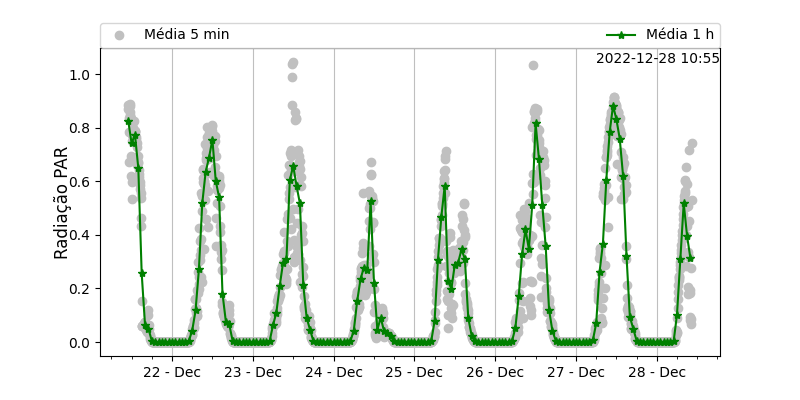 Média 5 min
Média 1 h
2022-12-28 10:55
Radiação PAR
1.0
0.8
0.6
0.4
0.2
0.0
22 - Dec
23 - Dec
24 - Dec
25 - Dec
26 - Dec
27 - Dec
28 - Dec